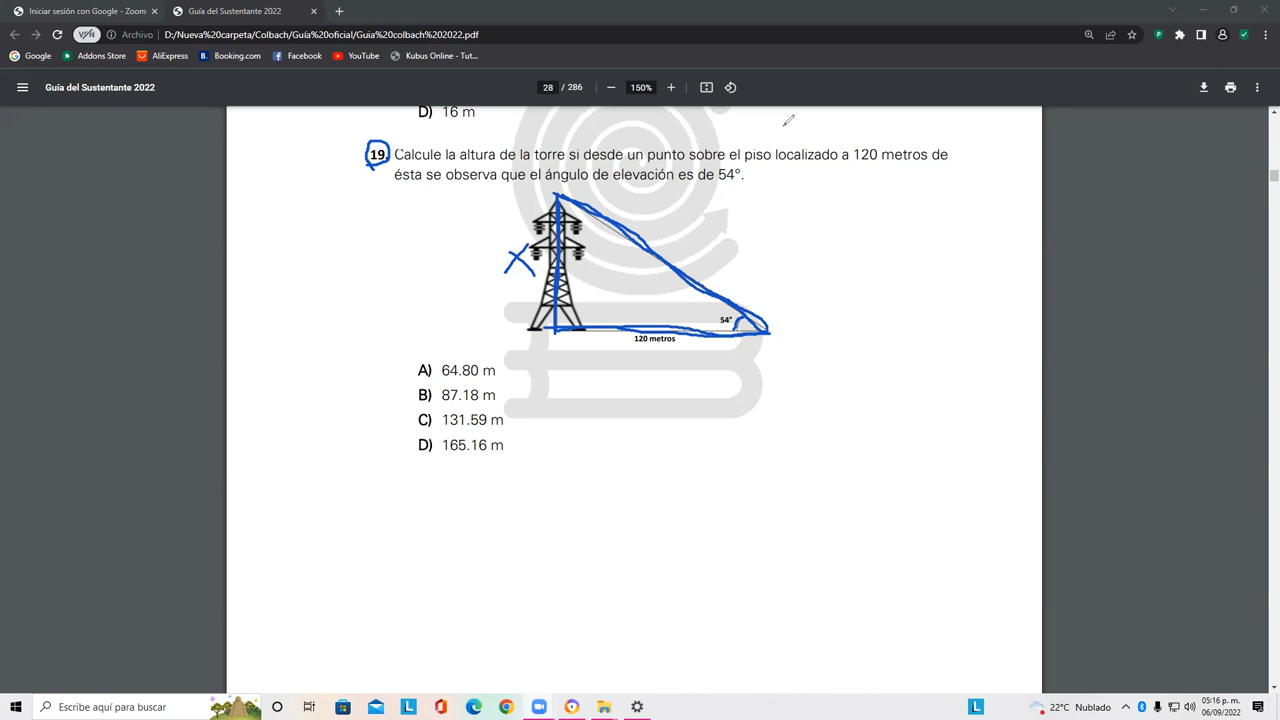 Iniciar sesión con Google - Zoom
Guía del Sustentante 2022
VPN
Archivo
D:/Nueva%20carpeta/Colbach/Guía%20oficial/Guia%20colbach%202022.pdf
Google
Addons Store
AliExpress
Booking.com
Facebook
YouTube
Kubus Online - Tut...
Guía del Sustentante 2022
28 / 286
150%
D) 16 m
19. Calcule la altura de la torre si desde un punto sobre el piso localizado a 120 metros de
ésta se observa que el ángulo de elevación es de 54°.
X
54°
120 metros
A) 64.80 m
B) 87.18 m
C) 131.59 m
D) 165.16 m
Escribe aquí para buscar
22°C Nublado
05:16 p. m.
06/09/2022